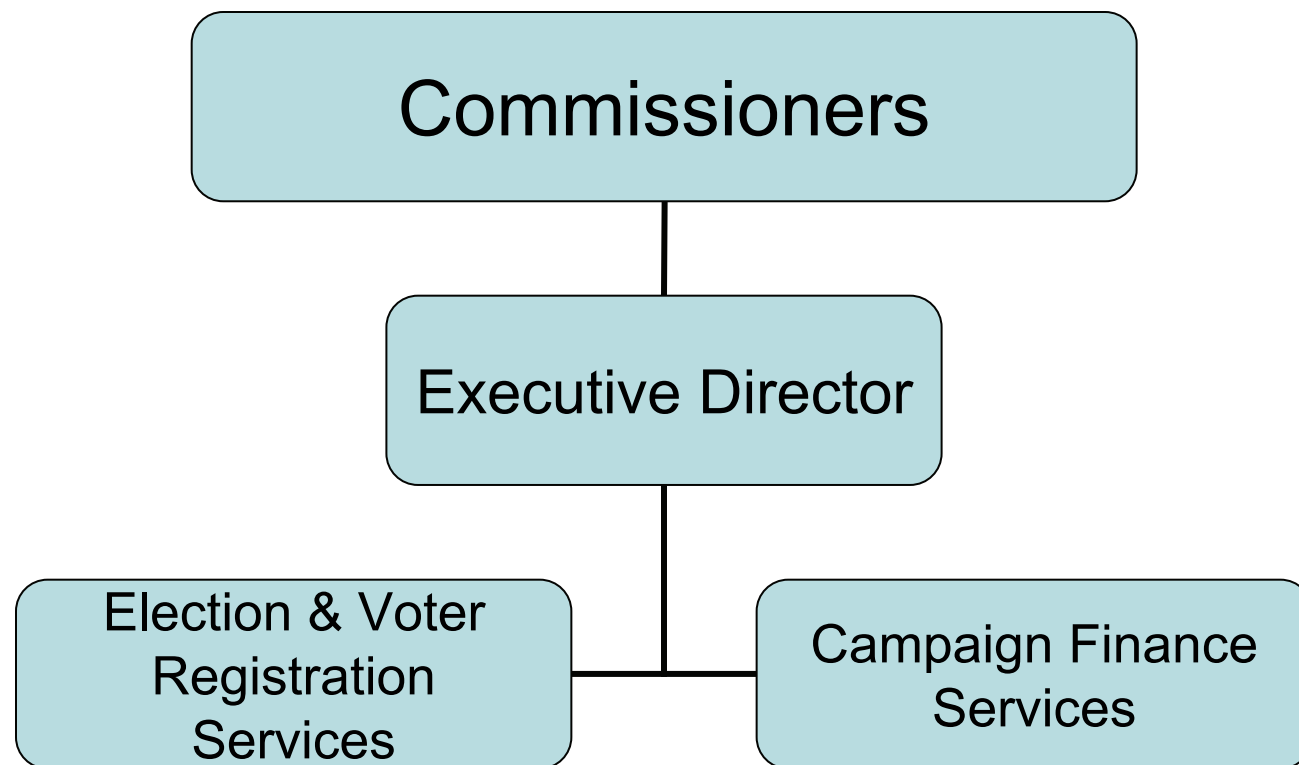 Commissioners
Executive Director
Election & Voter
Registration
Services
Campaign Finance
Services